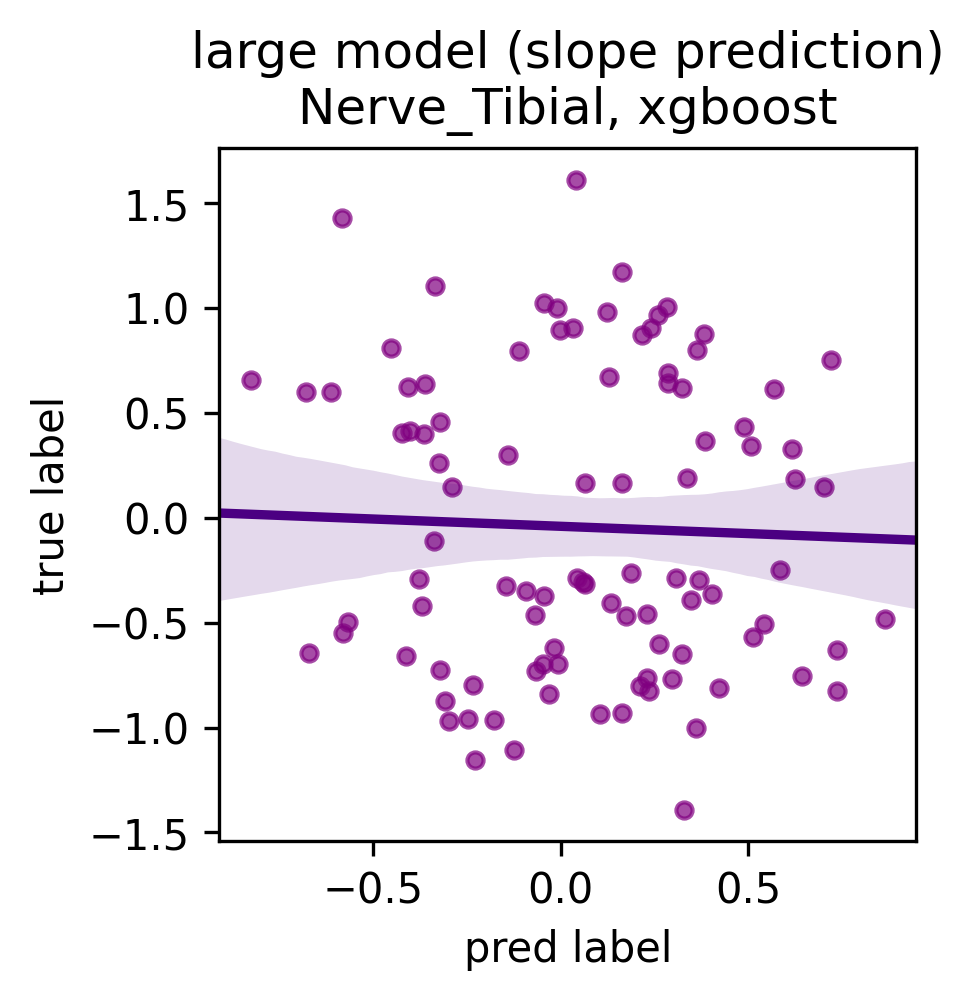 large model (slope prediction)
Nerve_Tibial, xgboost
1.5
1.0
0.5
0.0
−0.5
−1.0
−1.5
true label
−0.5
0.0
0.5
pred label